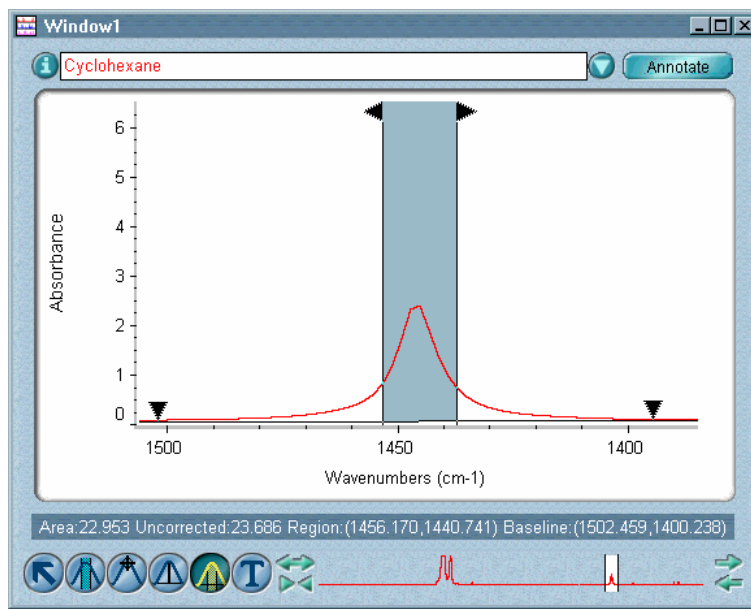 Window1
Cyclohexane
Annotate
6
5
4
3
2
1
0
Absorbance
1500 1450 1400
Wavenumbers (cm-1)
Area:22.953 Uncorrected:23.686 Region:(1456.170,1440.741) Baseline:(1502.459,1400.238)
T